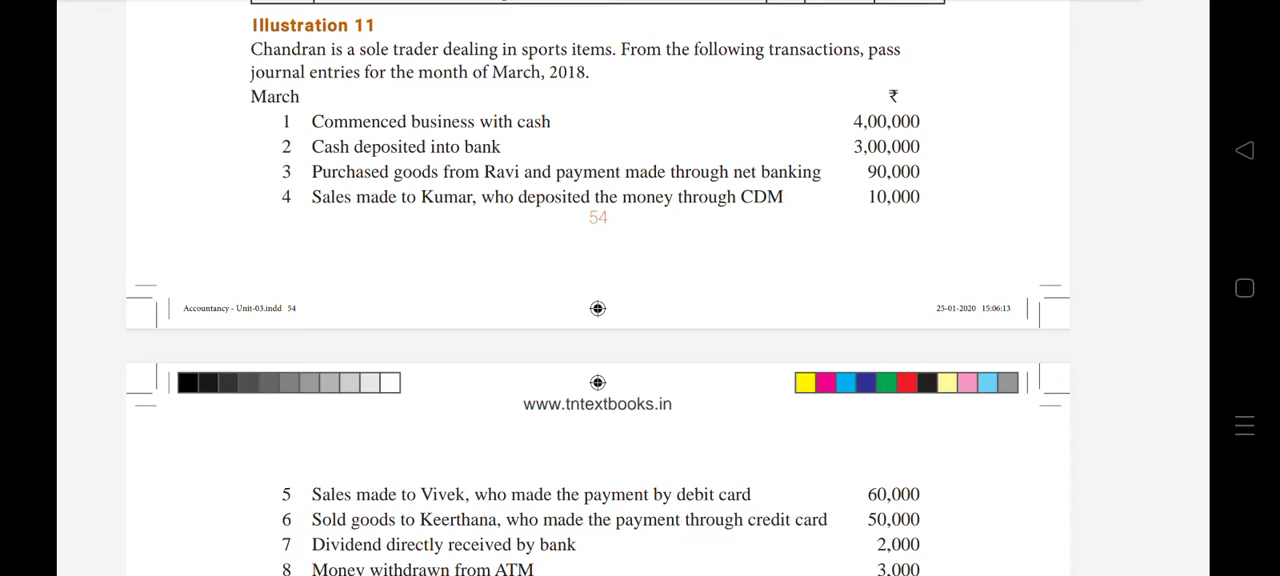 Illustration 11
Chandran is a sole trader dealing in sports items. From the following transactions, pass
journal entries for the month of March, 2018.
March ₹
1 Commenced business with cash 4,00,000
2 Cash deposited into bank 3,00,000
3 Purchased goods from Ravi and payment made through net banking 90,000
4 Sales made to Kumar, who deposited the money through CDM 10,000
54
Accountancy - Unit-03.indd 54 25-01-2020 15:06:13
www.tntextbooks.in
5 Sales made to Vivek, who made the payment by debit card 60,000
6 Sold goods to Keerthana, who made the payment through credit card 50,000
7 Dividend directly received by bank 2,000
8 Money withdrawn from ATM 3,000